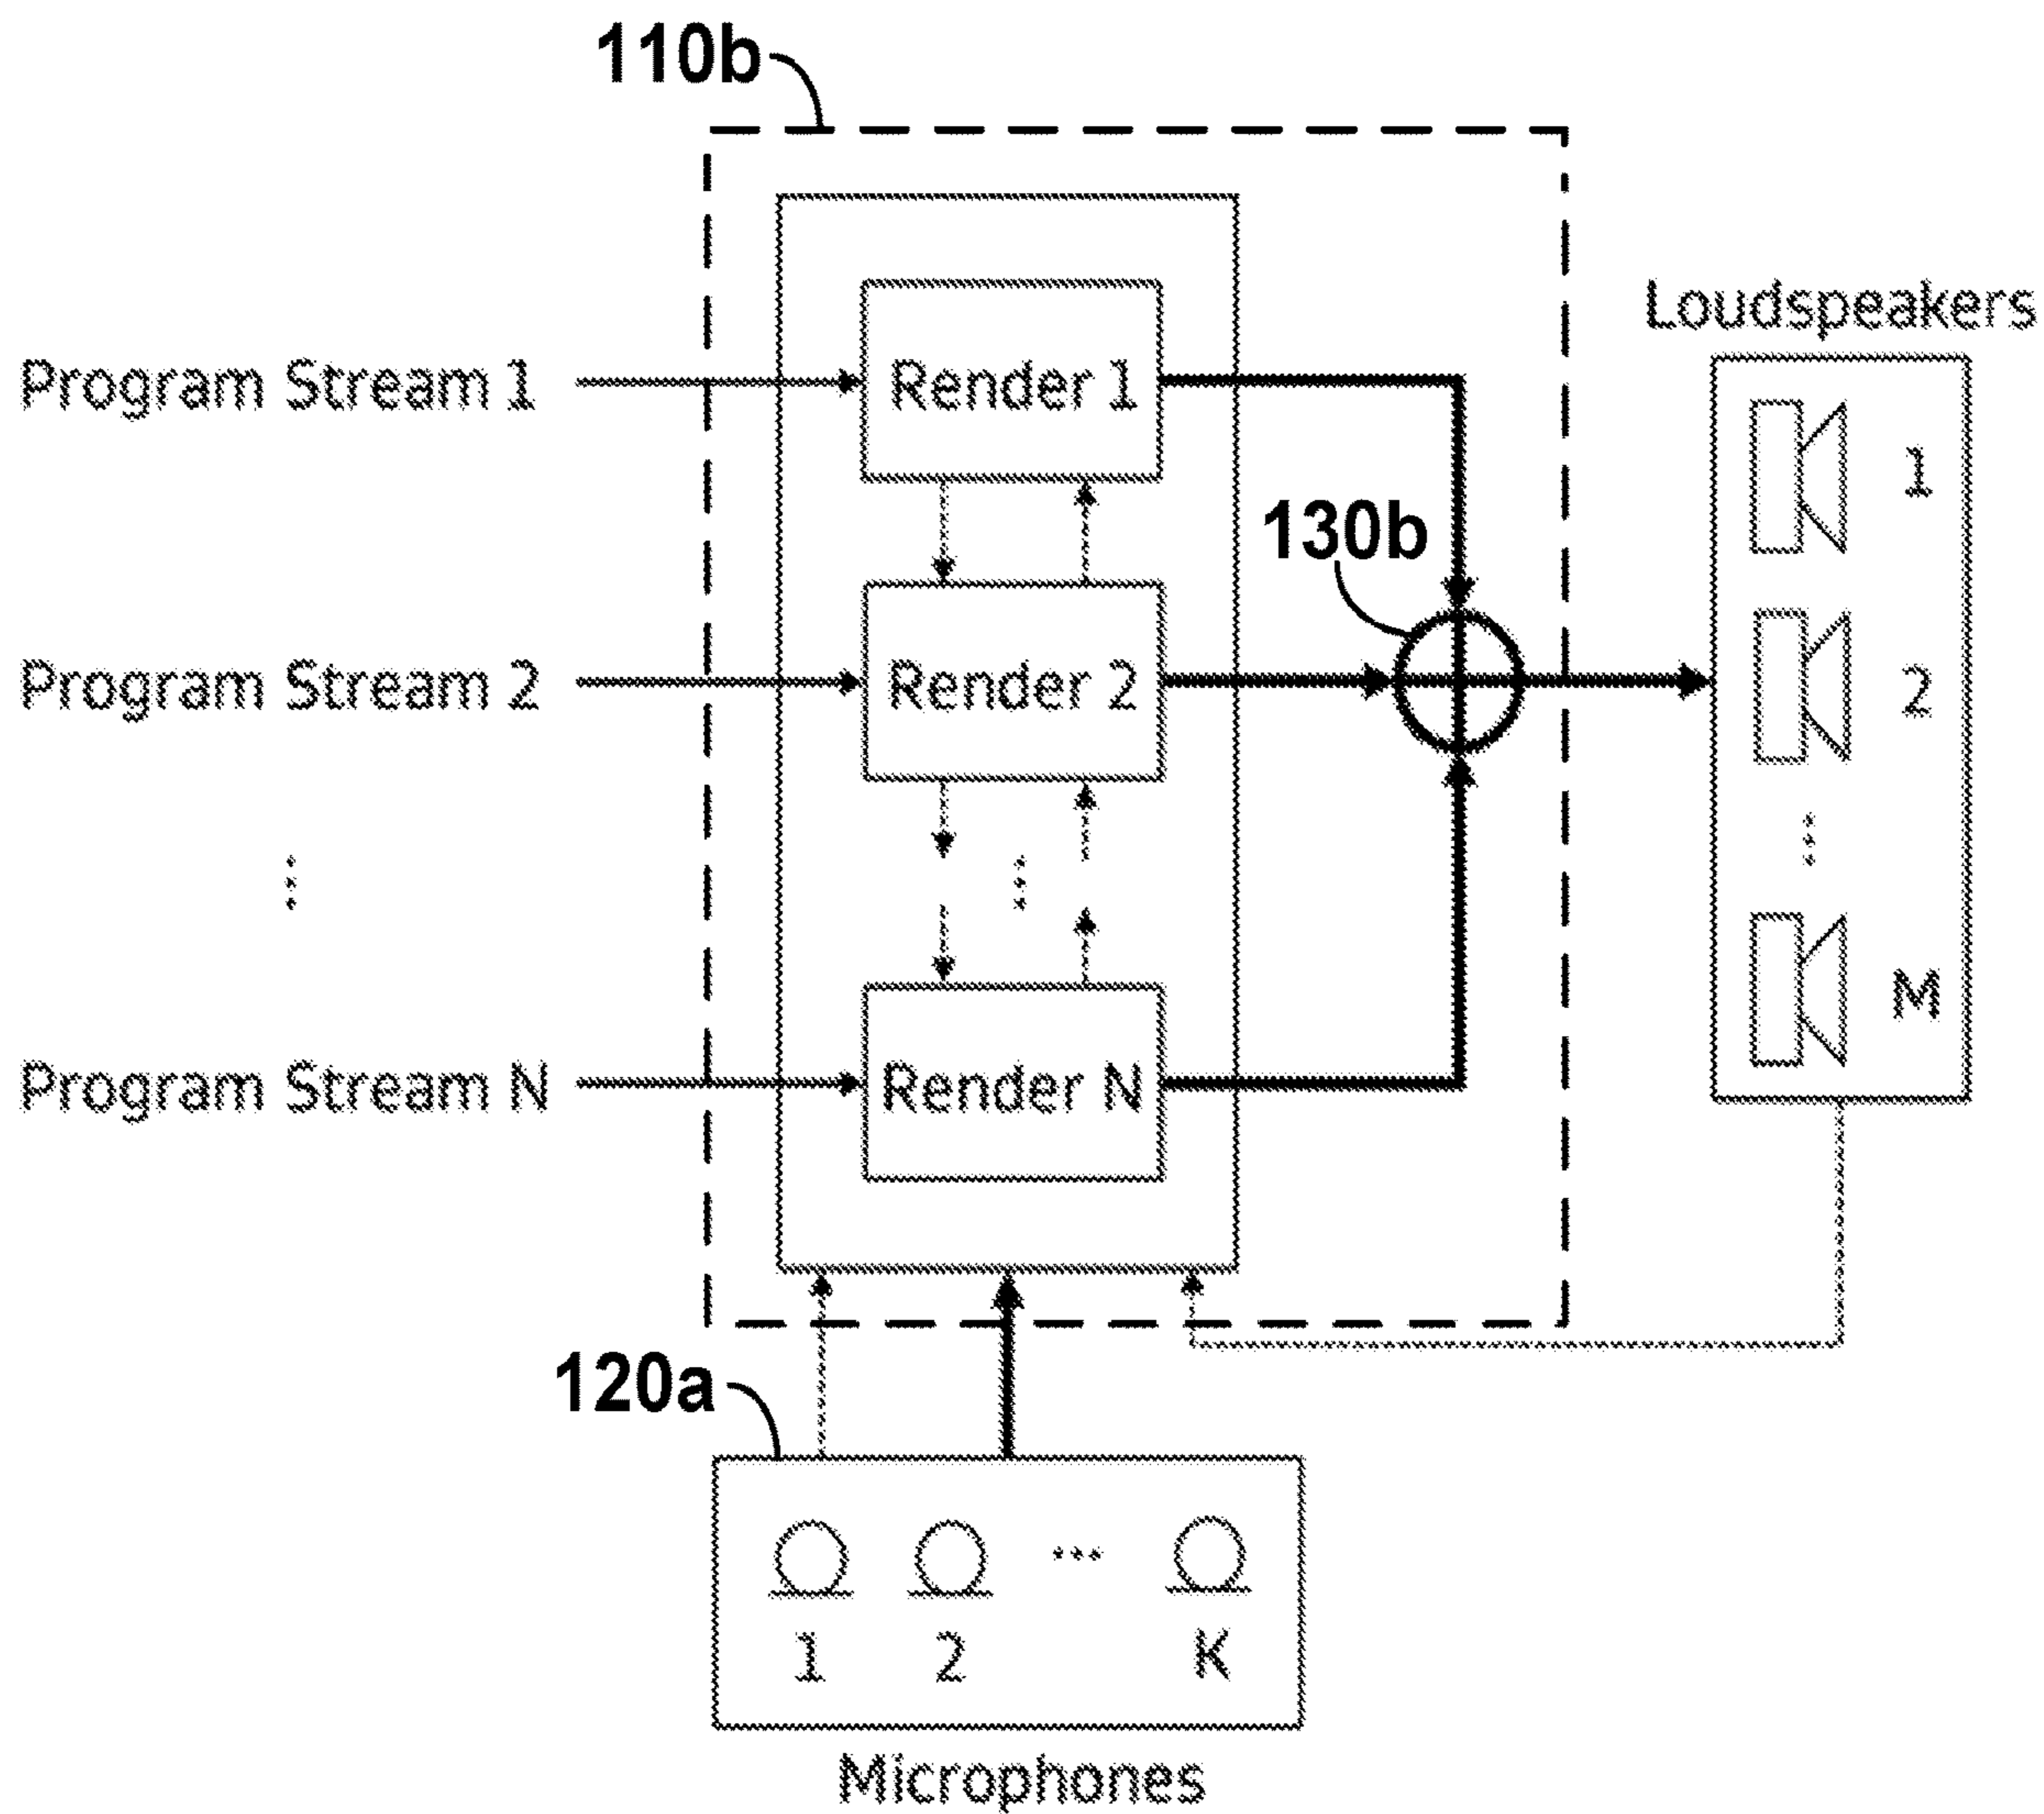 110b
Loudspeakers
Program Stream 1
Render 1
1
130b
Program Stream 2
Render 2
2
...
...
...
M
Program Stream N
Render N
120a
...
1 2 K
Microphones